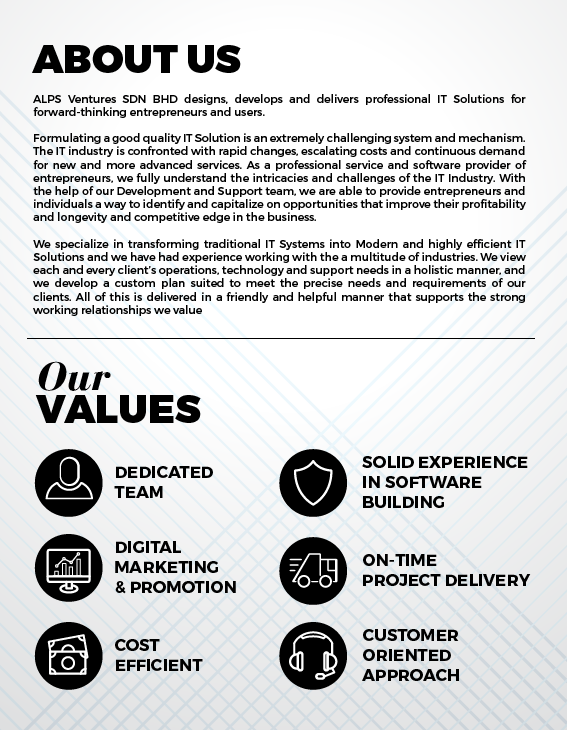 ABOUT US
ALPS Ventures SDN BHD designs, develops and delivers professional IT Solutions for
forward-thinking entrepreneurs and users.
Formulating a good quality IT Solution is an extremely challenging system and mechanism.
The IT industry is confronted with rapid changes, escalating costs and continuous demand
for new and more advanced services. As a professional service and software provider of
entrepreneurs, we fully understand the intricacies and challenges of the IT Industry. With
the help of our Development and Support team, we are able to provide entrepreneurs and
individuals a way to identify and capitalize on opportunities that improve their profitability
and longevity and competitive edge in the business.
We specialize in transforming traditional IT Systems into Modern and highly efficient IT
Solutions and we have had experience working with the a multitude of industries. We view
each and every client's operations, technology and support needs in a holistic manner, and
we develop a custom plan suited to meet the precise needs and requirements of our
clients. All of this is delivered in a friendly and helpful manner that supports the strong
working relationships we value
Our
VALUES
DEDICATED
TEAM
SOLID EXPERIENCE
IN SOFTWARE
BUILDING
DIGITAL
MARKETING
& PROMOTION
ON-TIME
PROJECT DELIVERY
COST
EFFICIENT
CUSTOMER
ORIENTED
APPROACH